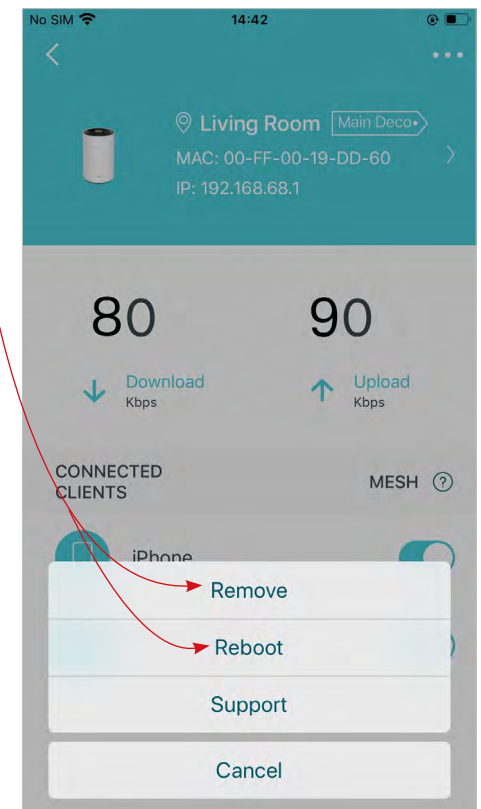 No SIM 14:42
Living Room Main Deco
MAC: 00-FF-00-19-DD-60
IP: 192.168.68.1
80 90
Download Upload
Kbps Kbps
CONNECTED
CLIENTS MESH ?
iPhone
Remove
Reboot
Support
Cancel